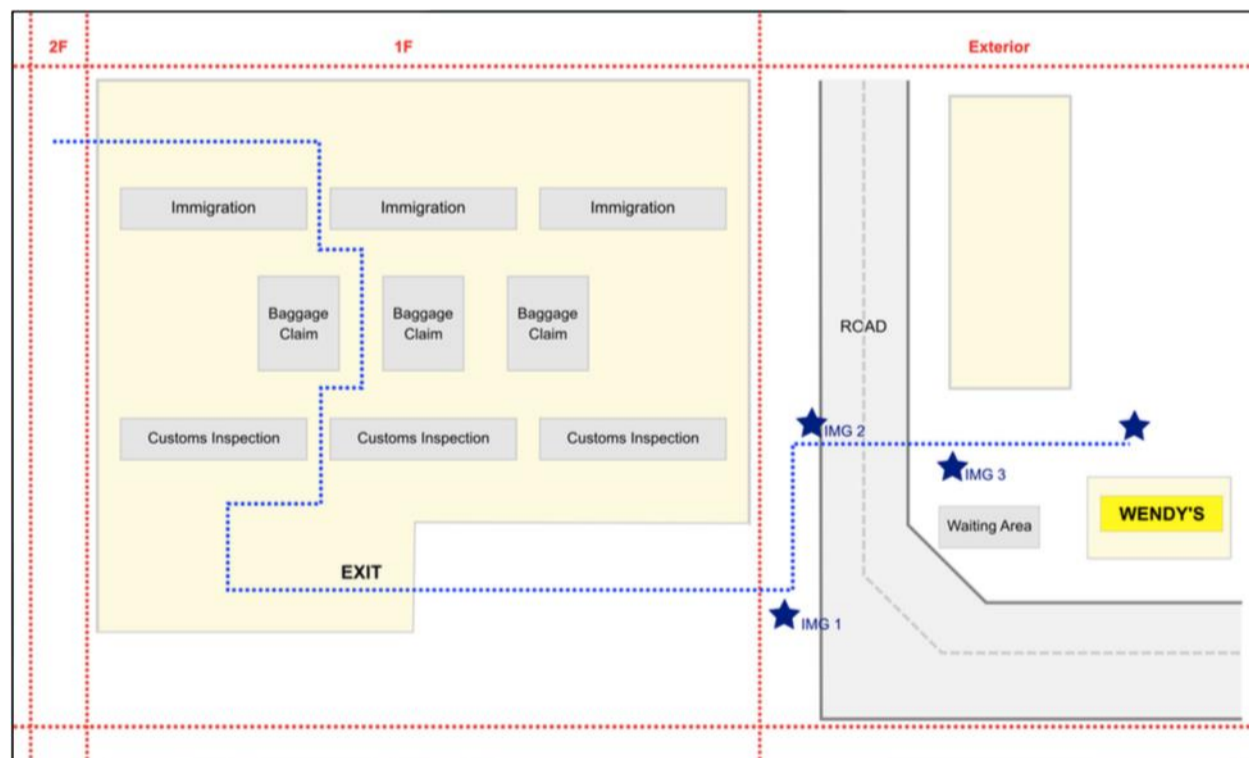 2F
1F
Exterior
Immigration
Immigration
Immigration
Baggage
Claim
Baggage
Claim
Baggage
Claim
ROAD
Customs Inspection
Customs Inspection
Customs Inspection
IMG 2
IMG 3
WENDY'S
Waiting Area
EXIT
IMG 1